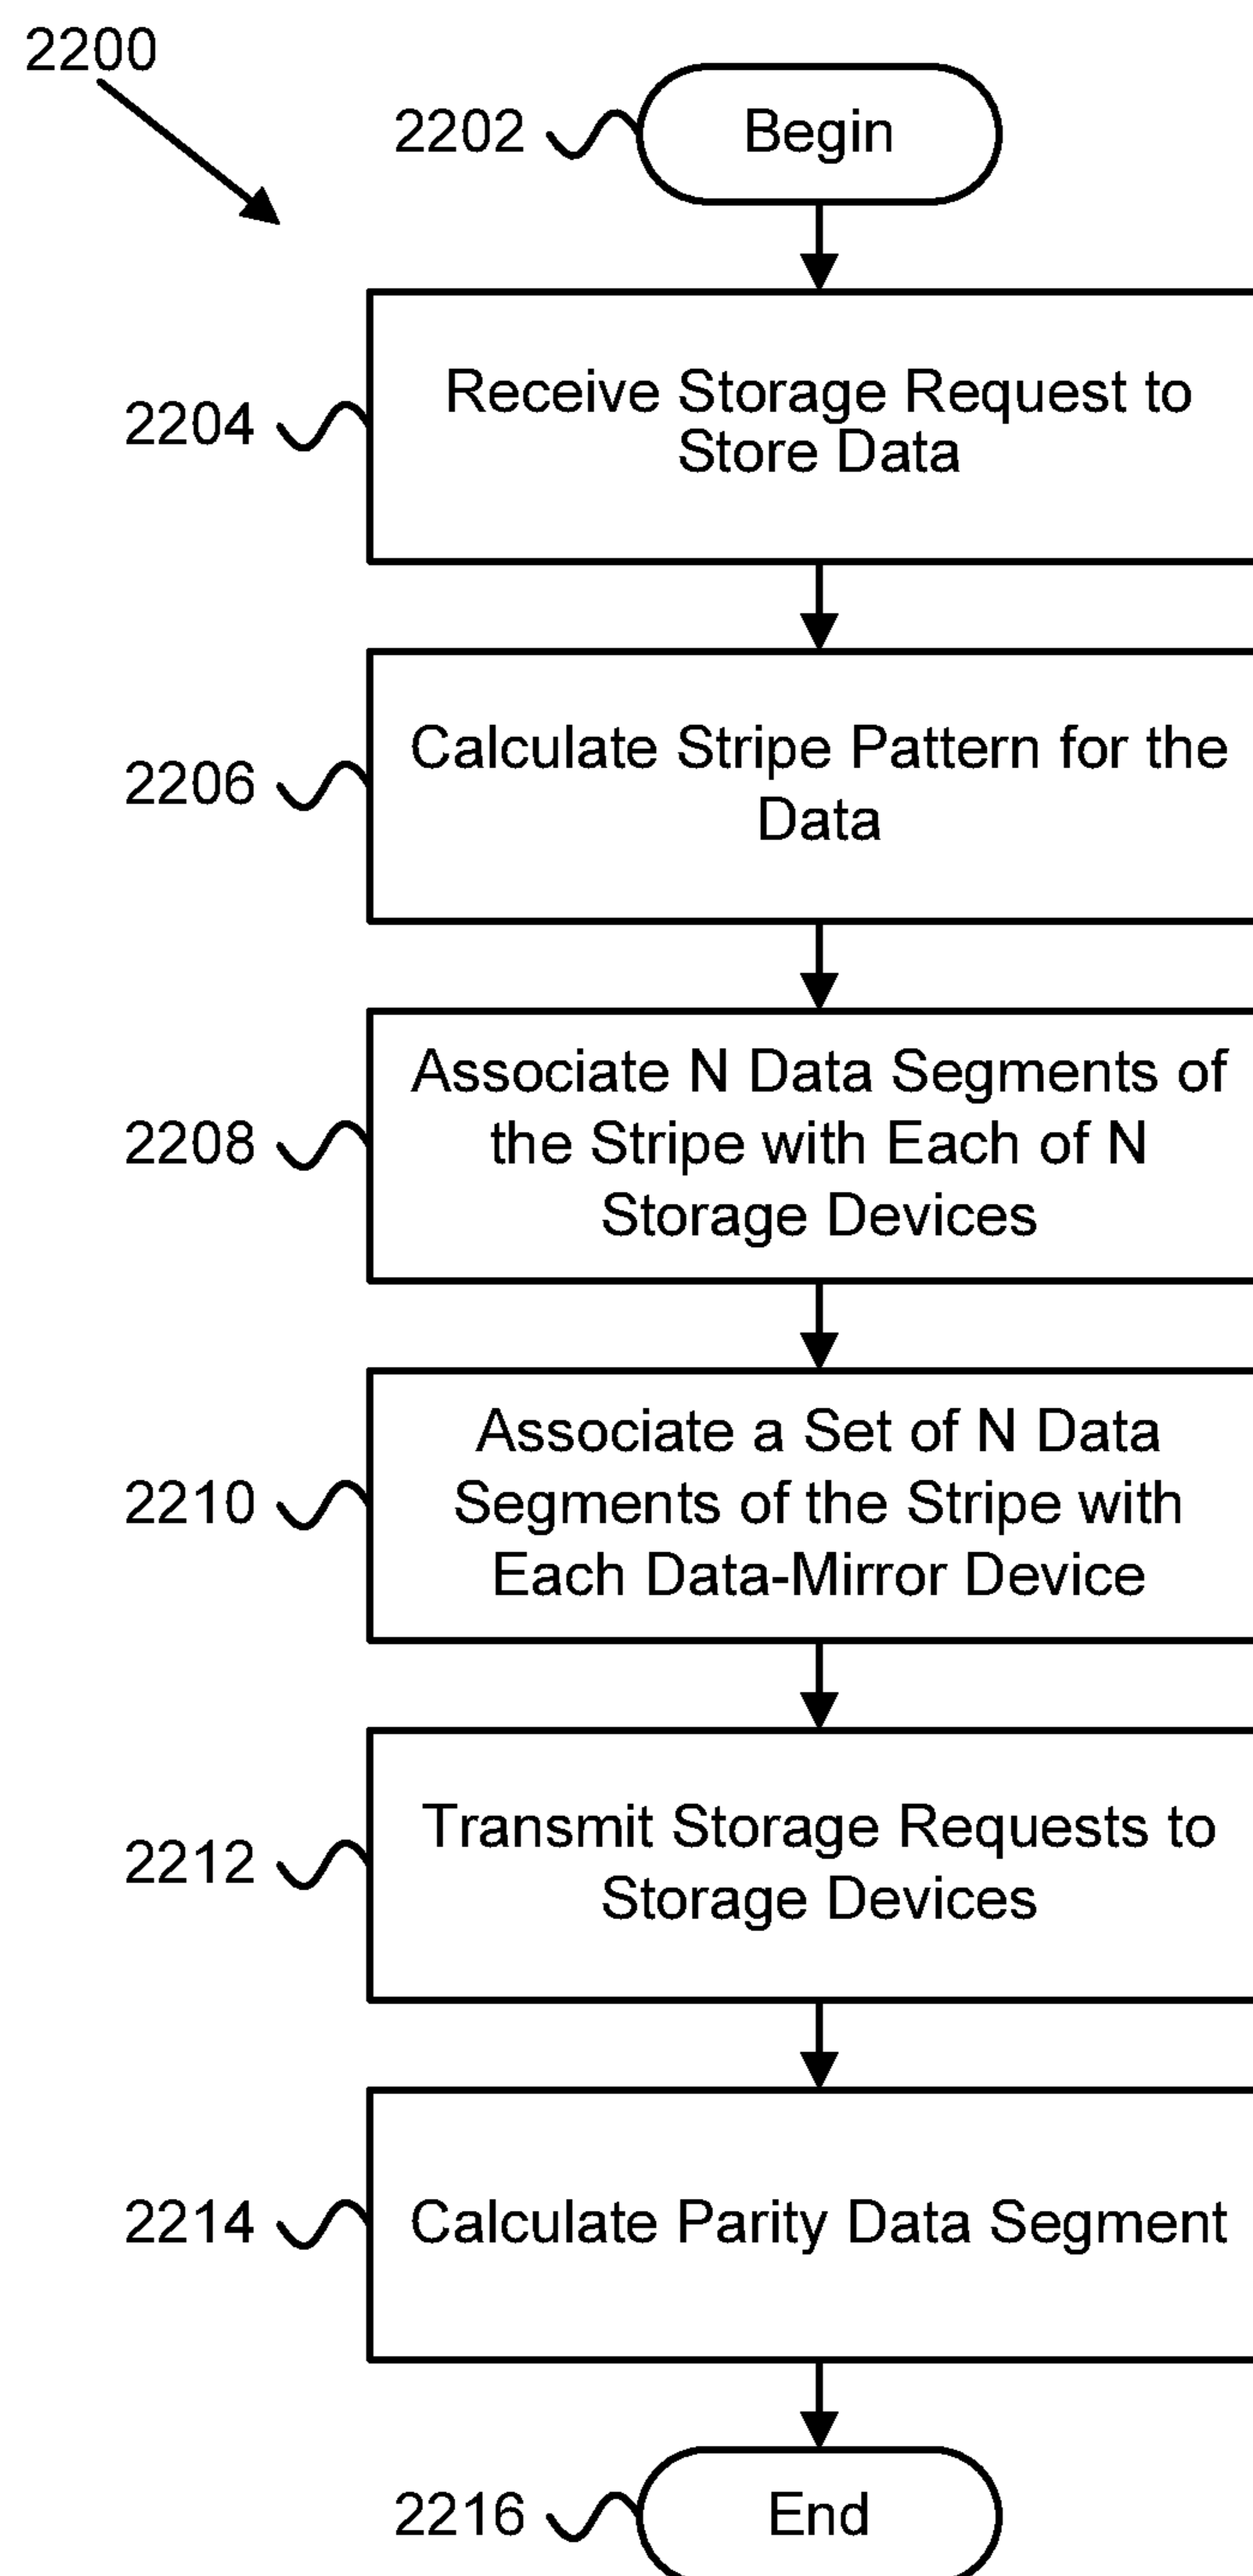 2200
2202
Begin
2204
Receive Storage Request to
Store Data
2206
Calculate Stripe Pattern for the
Data
2208
Associate N Data Segments of
the Stripe with Each of N
Storage Devices
2210
Associate a Set of N Data
Segments of the Stripe with
Each Data-Mirror Device
2212
Transmit Storage Requests to
Storage Devices
2214
Calculate Parity Data Segment
2216
End